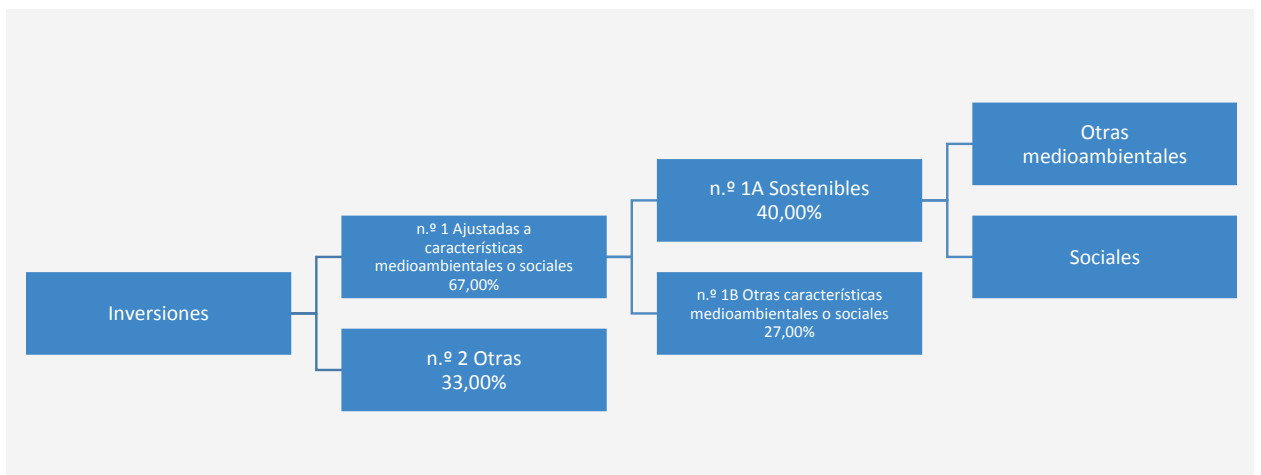 Inversiones
n.º 1 Ajustadas a
características
medioambientales o sociales
67,00%
n.º 2 Otras
33,00%
n.º 1A Sostenibles
40,00%
n.º 1B Otras características
medioambientales o sociales
27,00%
Otras
medioambientales
Sociales